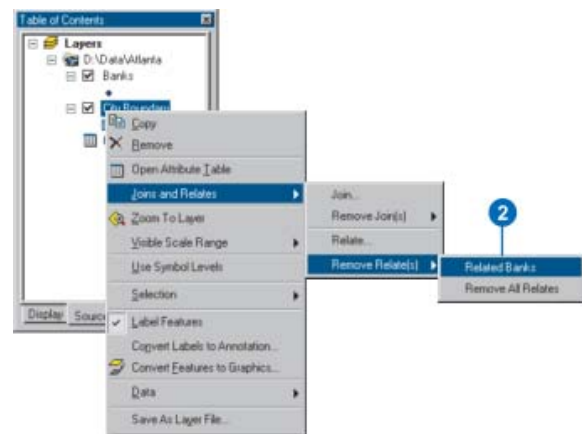 Table of Contents
Layers
D:\Data\Atlanta
Banks
City Boundary
Copy
Remove
Open Attribute Table
Joins and Relates
Zoom To Layer
Visible Scale Range
Use Symbol Levels
Selection
Label Features
Convert Labels to Annotation...
Convert Features to Graphics...
Data
Save As Layer File...
Join...
Remove Join(s)
Relate...
Remove Relate(s)
2
Related Banks
Remove All Relates
Display